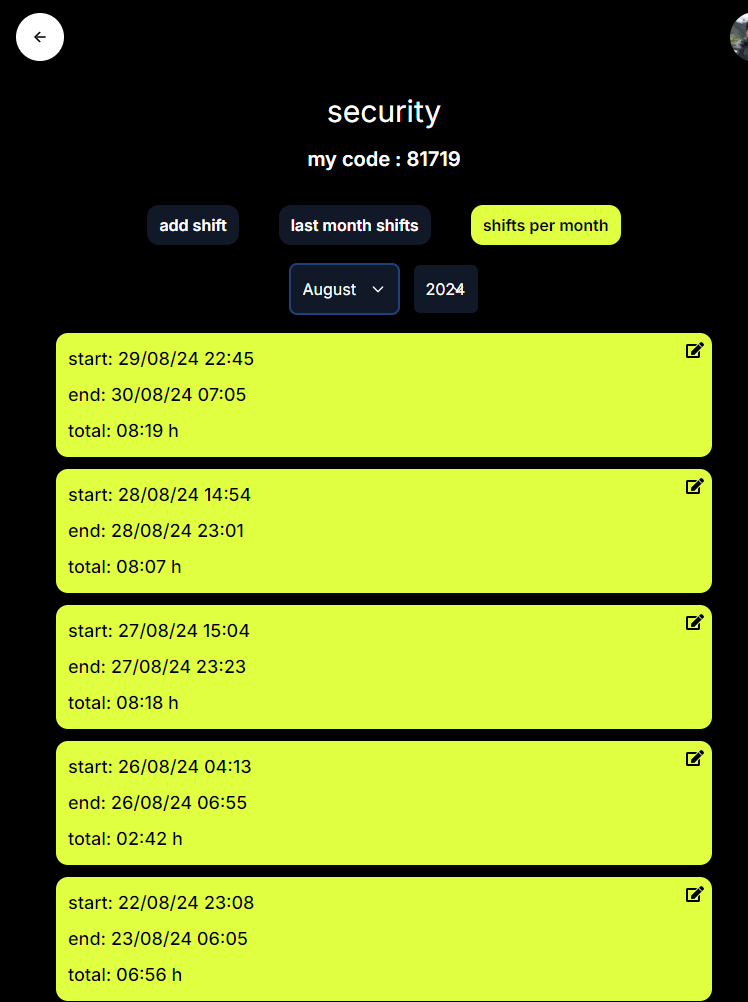 security
my code : 81719
add shift
last month shifts
shifts per month
August
2024
start: 29/08/24 22:45
end: 30/08/24 07:05
total: 08:19 h
start: 28/08/24 14:54
end: 28/08/24 23:01
total: 08:07 h
start: 27/08/24 15:04
end: 27/08/24 23:23
total: 08:18 h
start: 26/08/24 04:13
end: 26/08/24 06:55
total: 02:42 h
start: 22/08/24 23:08
end: 23/08/24 06:05
total: 06:56 h